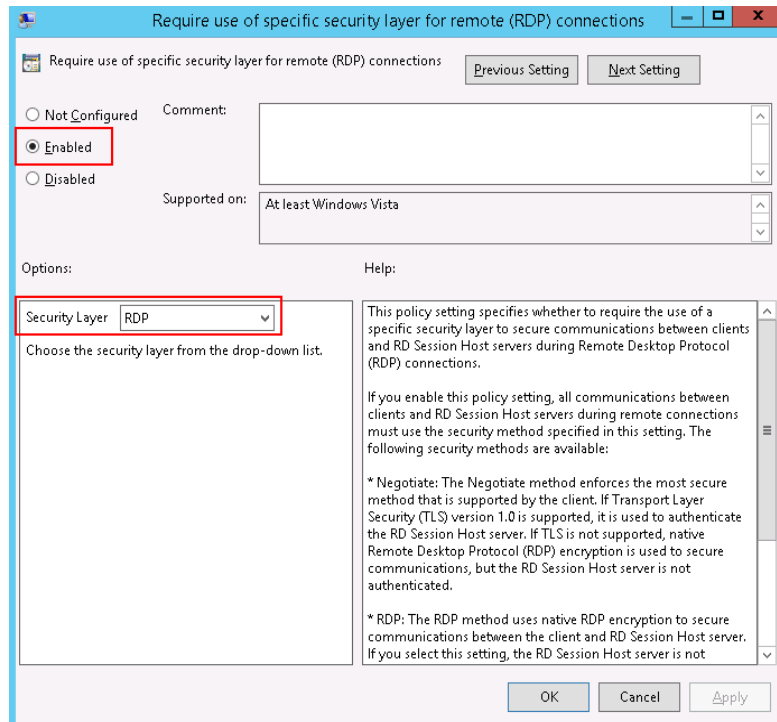 Require use of specific security layer for remote (RDP) connections
Require use of specific security layer for remote (RDP) connections
Previous Setting
Next Setting
Not Configured
Comment:
Enabled
Disabled
Supported on:
At least Windows Vista
Options:
Help:
Security Layer
RDP
Choose the security layer from the drop-down list.
This policy setting specifies whether to require the use of a
specific security layer to secure communications between clients
and RD Session Host servers during Remote Desktop Protocol
(RDP) connections.
If you enable this policy setting, all communications between
clients and RD Session Host servers during remote connections
must use the security method specified in this setting. The
following security methods are available:
* Negotiate: The Negotiate method enforces the most secure
method that is supported by the client. If Transport Layer
Security (TLS) version 1.0 is supported, it is used to authenticate
the RD Session Host server. If TLS is not supported, native
Remote Desktop Protocol (RDP) encryption is used to secure
communications, but the RD Session Host server is not
authenticated.
* RDP: The RDP method uses native RDP encryption to secure
communications between the client and RD Session Host server.
If you select this setting, the RD Session Host server is not
OK
Cancel
Apply